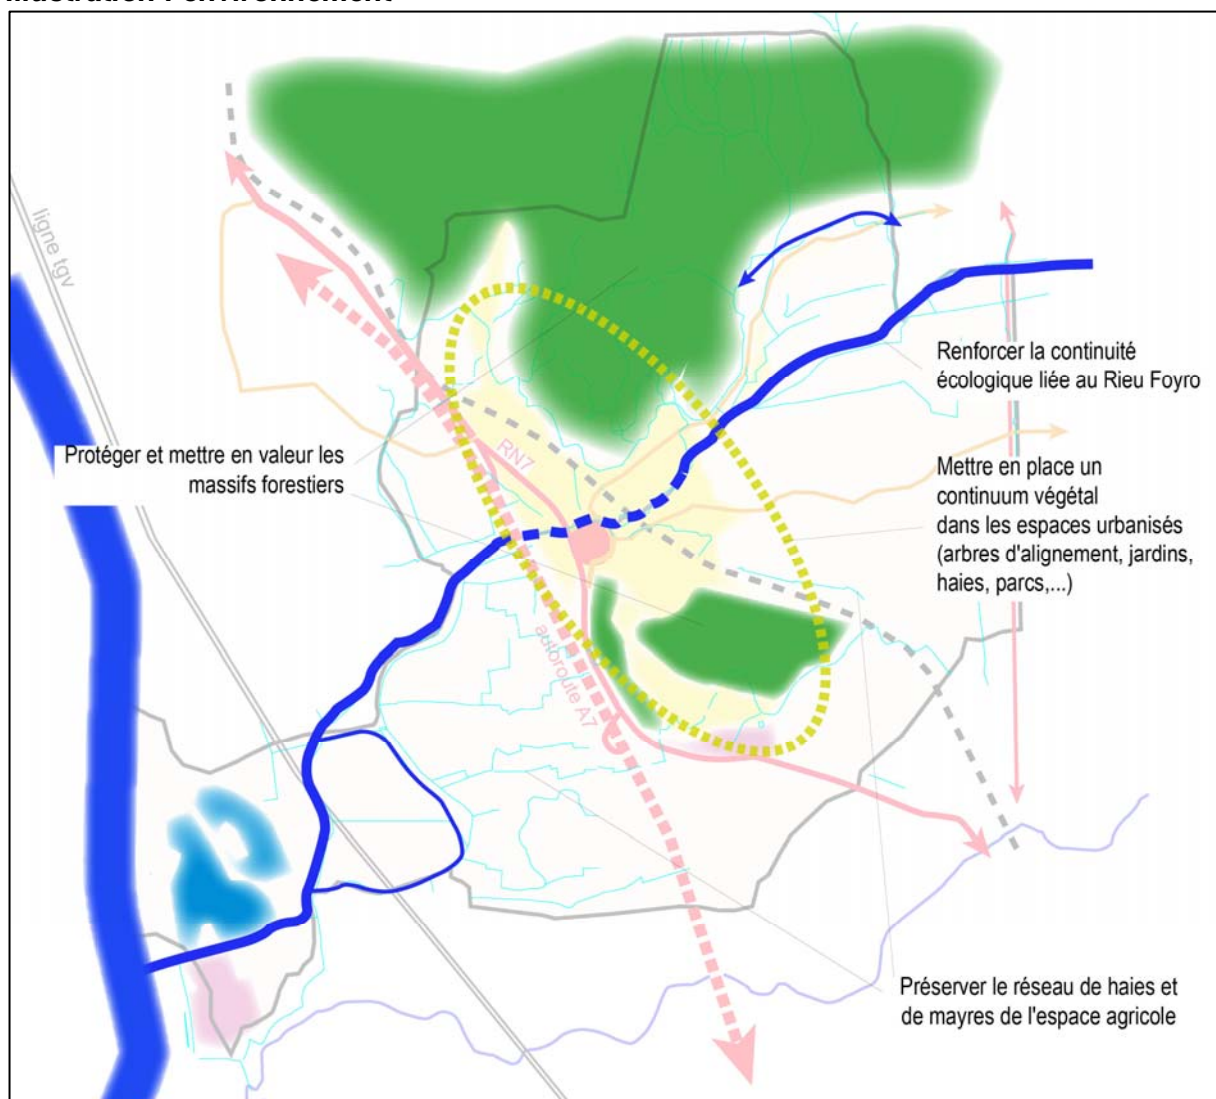 ligne tgv
Renforcer la continuité
écologique liée au Rieu Foyro
RN7
Protéger et mettre en valeur les
massifs forestiers
Mettre en place un
continuum végétal
dans les espaces urbanisés
(arbres d'alignement, jardins,
haies, parcs,...)
autoroute A7
Préserver le réseau de haies et
de mayres de l'espace agricole